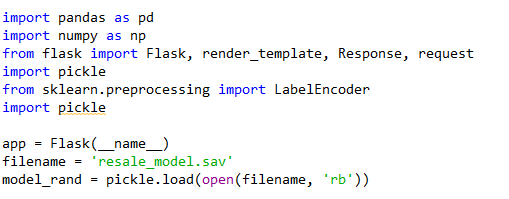 import pandas as pd
import numpy as np
from flask import Flask, render_template, Response, request
import pickle
from sklearn.preprocessing import LabelEncoder
import pickle
app = Flask(__name__)
filename = 'resale_model.sav'
model_rand = pickle.load(open(filename, 'rb'))